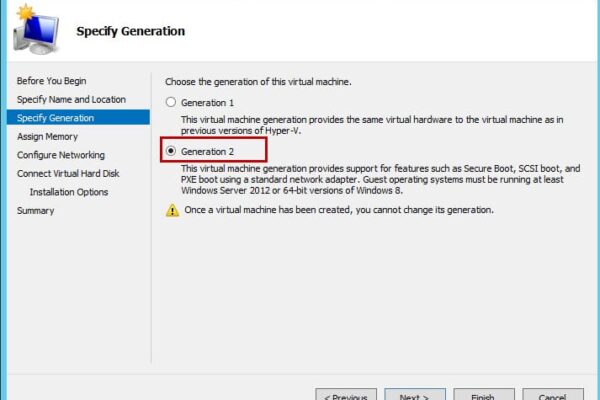 Specify Generation
Before You Begin
Specify Name and Location
Specify Generation
Assign Memory
Configure Networking
Connect Virtual Hard Disk
Installation Options
Summary
Choose the generation of this virtual machine.
Generation 1
This virtual machine generation provides the same virtual hardware to the virtual machine as in
previous versions of Hyper-V.
Generation 2
This virtual machine generation provides support for features such as Secure Boot, SCSI boot, and
PXE boot using a standard network adapter. Guest operating systems must be running at least
Windows Server 2012 or 64-bit versions of Windows 8.
Once a virtual machine has been created, you cannot change its generation.
< Previous
Next >
Finish
Cancel